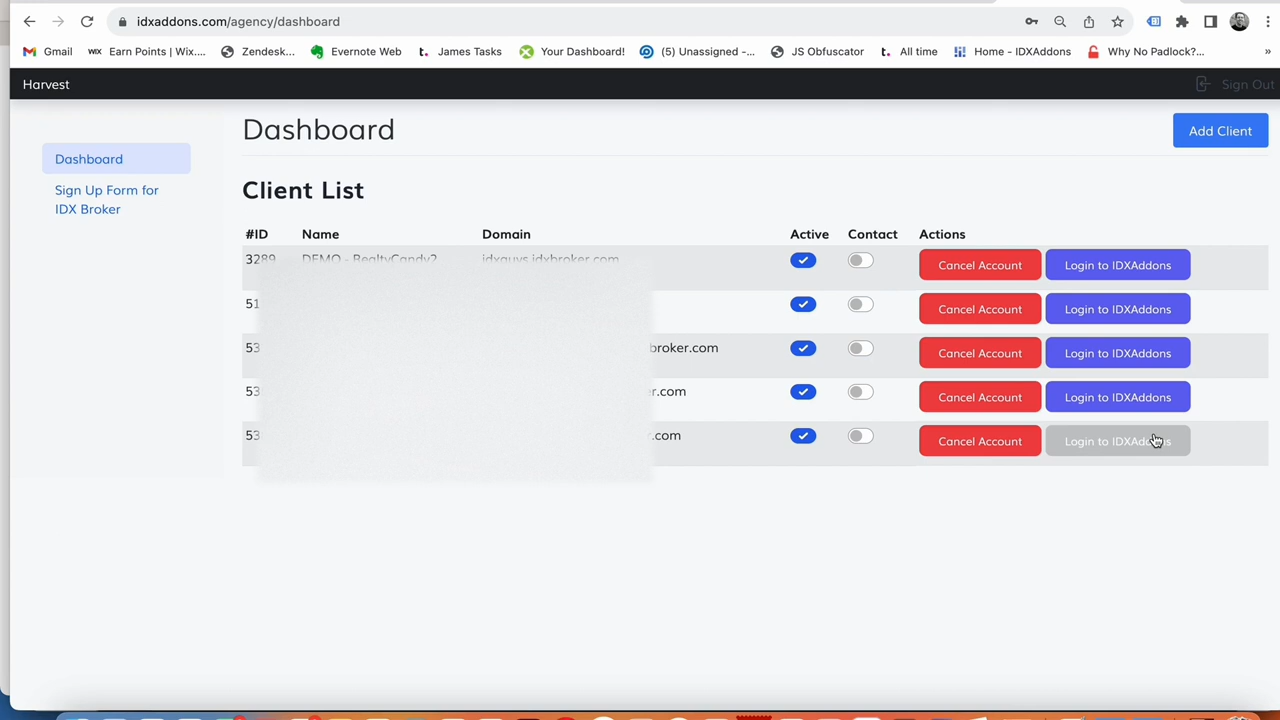 idxaddons.com/agency/dashboard
Gmail WIX Earn Points | Wix.... Zendesk... Evernote Web t. James Tasks Your Dashboard! (5) Unassigned -... JS Obfuscator t. All time Home - IDXAddons Why No Padlock?... »
Harvest Sign Out
Dashboard Add Client
Dashboard
Sign Up Form for
IDX Broker
Client List
#ID Name Domain Active Contact Actions
3289 DEMO - RealtyCandy2 idxguys.idxbroker.com Cancel Account Login to IDXAddons
51 Cancel Account Login to IDXAddons
53 broker.com Cancel Account Login to IDXAddons
53 r.com Cancel Account Login to IDXAddons
53 .com Cancel Account Login to IDXAddons